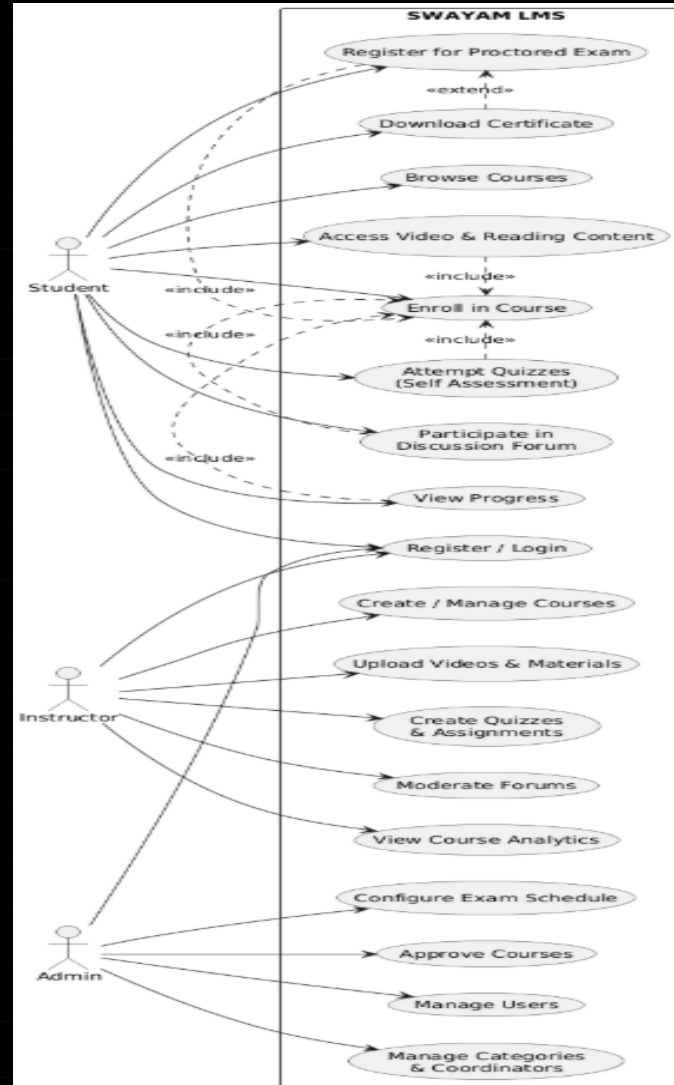 SWAYAM LMS
Register for Proctored Exam
«extend»
Download Certificate
Browse Courses
Access Video & Reading Content
«include»
Student
«include»
Enroll in Course
«include»
«include»
Attempt Quizzes
(Self Assessment)
Participate in
Discussion Forum
«include»
View Progress
Register / Login
Create / Manage Courses
Upload Videos & Materials
Instructor
Create Quizzes
& Assignments
Moderate Forums
View Course Analytics
Configure Exam Schedule
Approve Courses
Admin
Manage Users
Manage Categories
& Coordinators